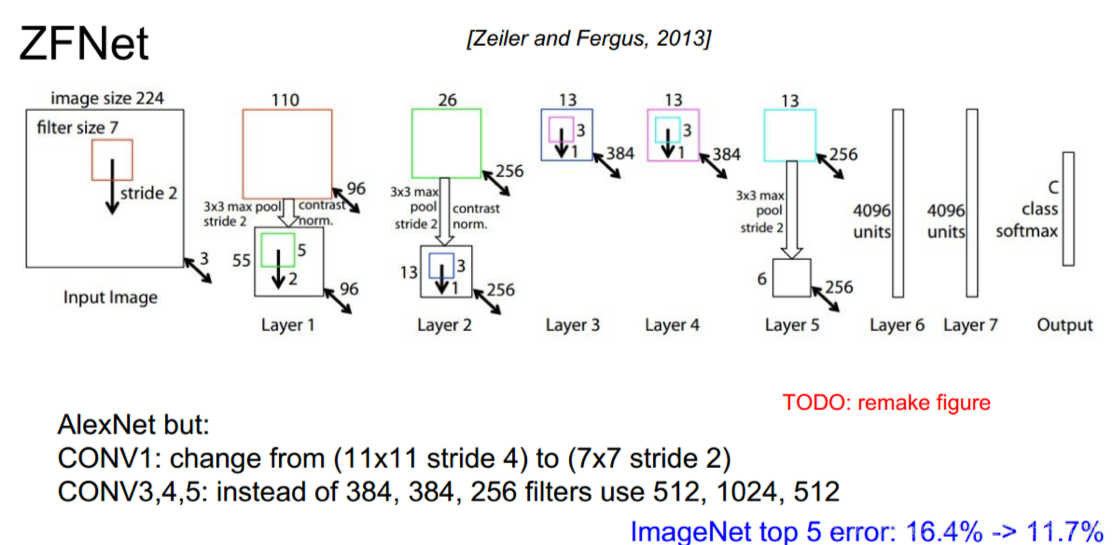 ZFNet
[Zeiler and Fergus, 2013]
image size 224
filter size 7
stride 2
3
Input Image
110
96
3x3 max pool
stride 2
contrast
norm.
55
5
2
96
Layer 1
26
256
3x3 max
pool
stride 2
contrast
norm.
13
3
1
256
Layer 2
13
3
1
384
Layer 3
13
3
1
384
Layer 4
13
256
3x3 max
pool
stride 2
6
256
Layer 5
4096
units
Layer 6
4096
units
Layer 7
C
class
softmax
Output
TODO: remake figure
AlexNet but:
CONV1: change from (11x11 stride 4) to (7x7 stride 2)
CONV3,4,5: instead of 384, 384, 256 filters use 512, 1024, 512
ImageNet top 5 error: 16.4% -> 11.7%